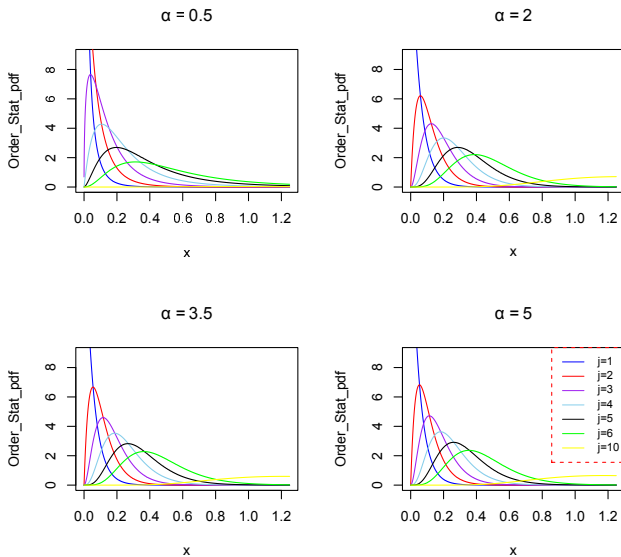 α = 0.5
Order_Stat_pdf
0 2 4 6 8
0.0 0.2 0.4 0.6 0.8 1.0 1.2
x
α = 2
Order_Stat_pdf
0 2 4 6 8
0.0 0.2 0.4 0.6 0.8 1.0 1.2
x
α = 3.5
Order_Stat_pdf
0 2 4 6 8
0.0 0.2 0.4 0.6 0.8 1.0 1.2
x
α = 5
Order_Stat_pdf
0 2 4 6 8
0.0 0.2 0.4 0.6 0.8 1.0 1.2
x
j=1
j=2
j=3
j=4
j=5
j=6
j=10